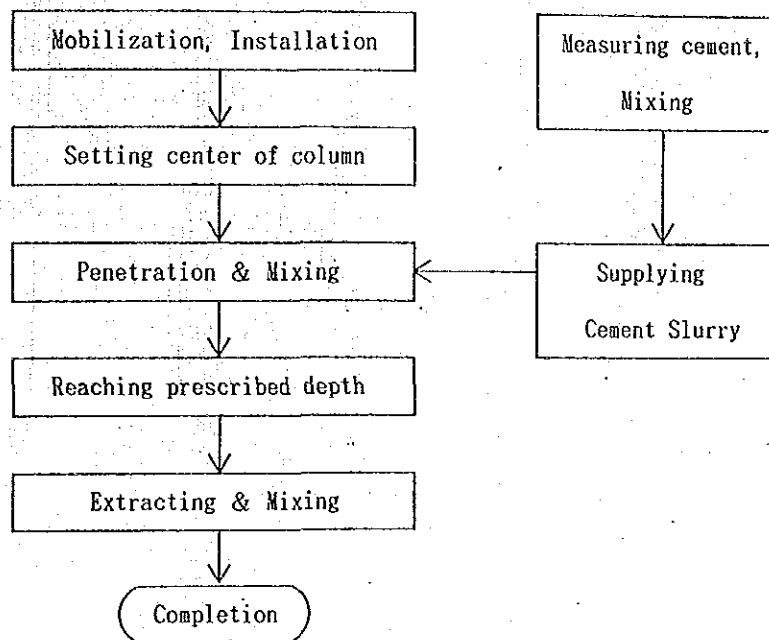 Mobilization, Installation
Setting center of column
Penetration & Mixing
Reaching prescribed depth
Extracting & Mixing
Completion
Measuring cement,
Mixing
Supplying
Cement Slurry